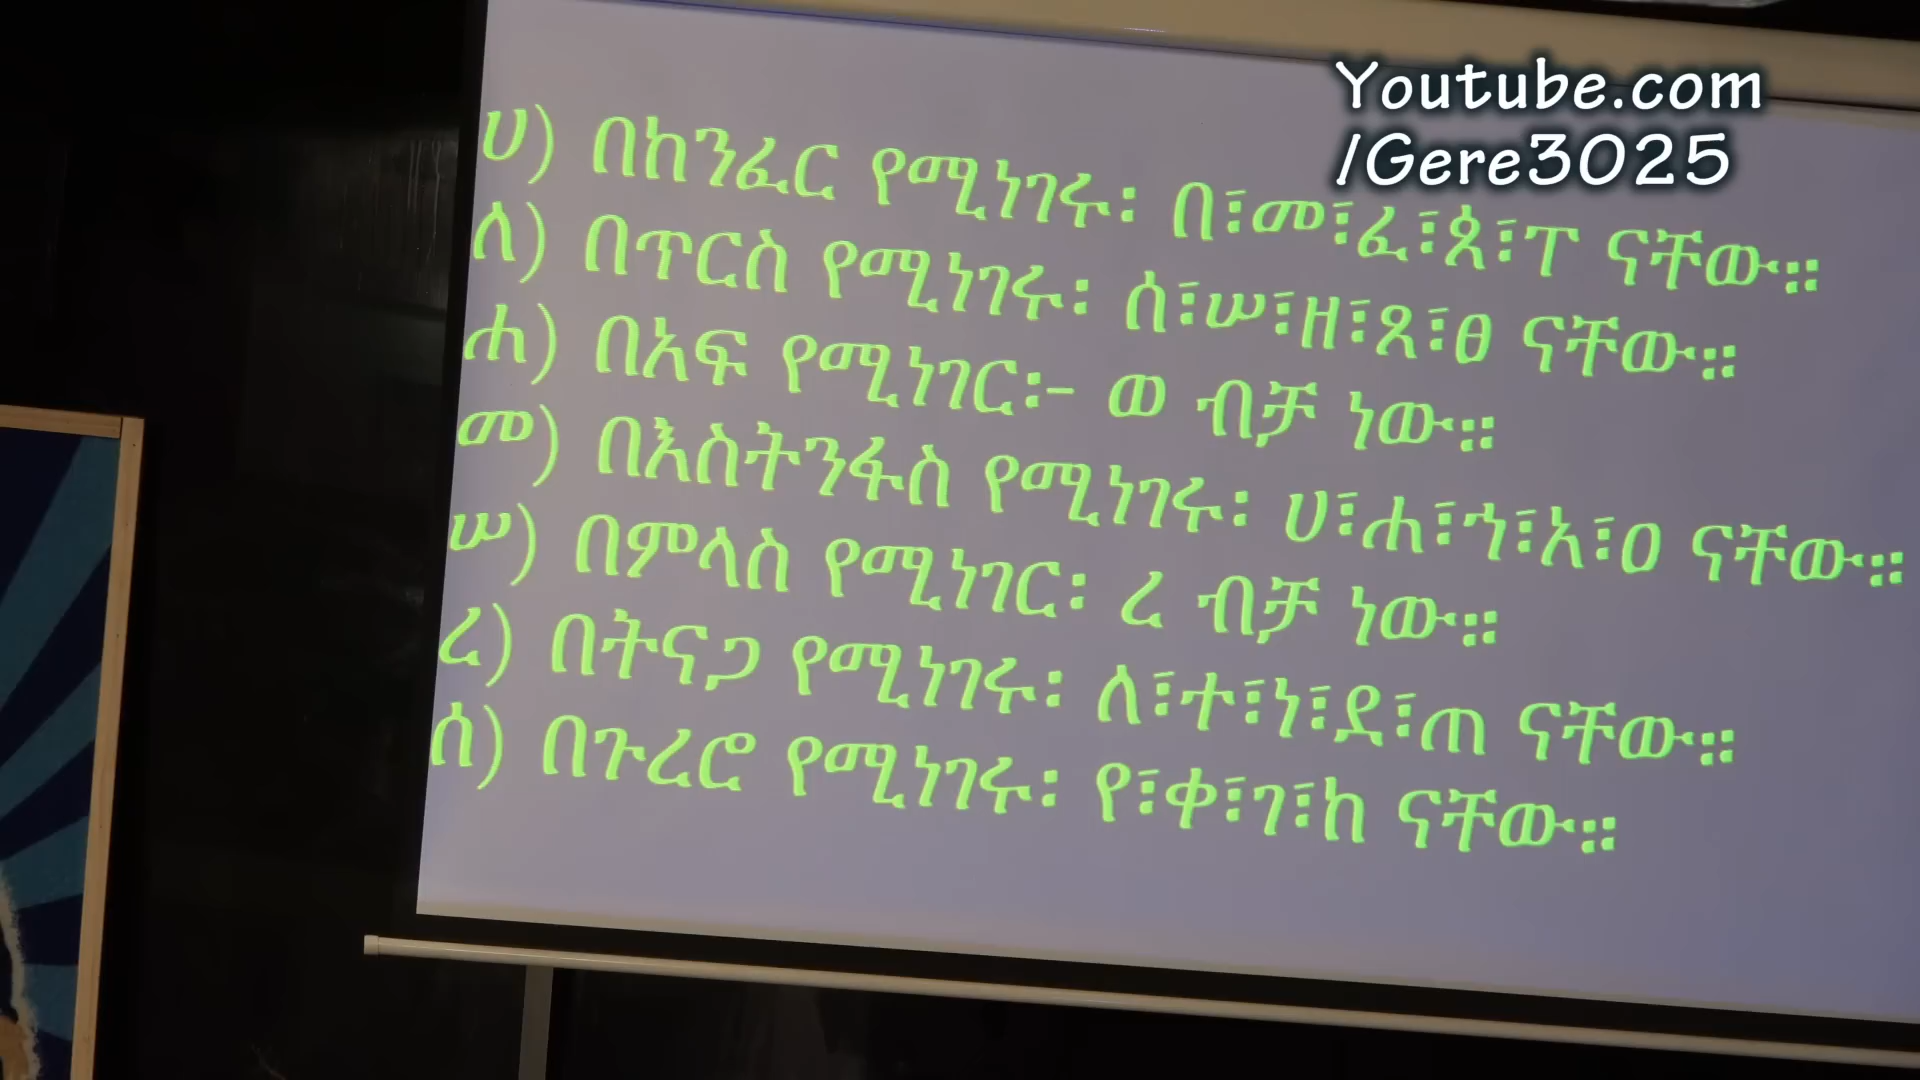 Youtube.com
/Gere3025
ሀ) በከንፈር የሚነገሩ፡ በ፣መ፣ፈ፣ጰ፣ፐ ናቸው።
ለ) በጥርስ የሚነገሩ፡ ሰ፣ሠ፣ዘ፣ጸ፣ፀ ናቸው።
ሐ) በአፍ የሚነገር፡- ወ ብቻ ነው።
መ) በእስትንፋስ የሚነገሩ፡ ሀ፣ሐ፣ኀ፣አ፣ዐ ናቸው።
ሠ) በምላስ የሚነገር፡ ረ ብቻ ነው።
ረ) በትናጋ የሚነገሩ፡ ለ፣ተ፣ነ፣ደ፣ጠ ናቸው።
ሰ) በጉረሮ የሚነገሩ፡ የ፣ቀ፣ገ፣ከ ናቸው።